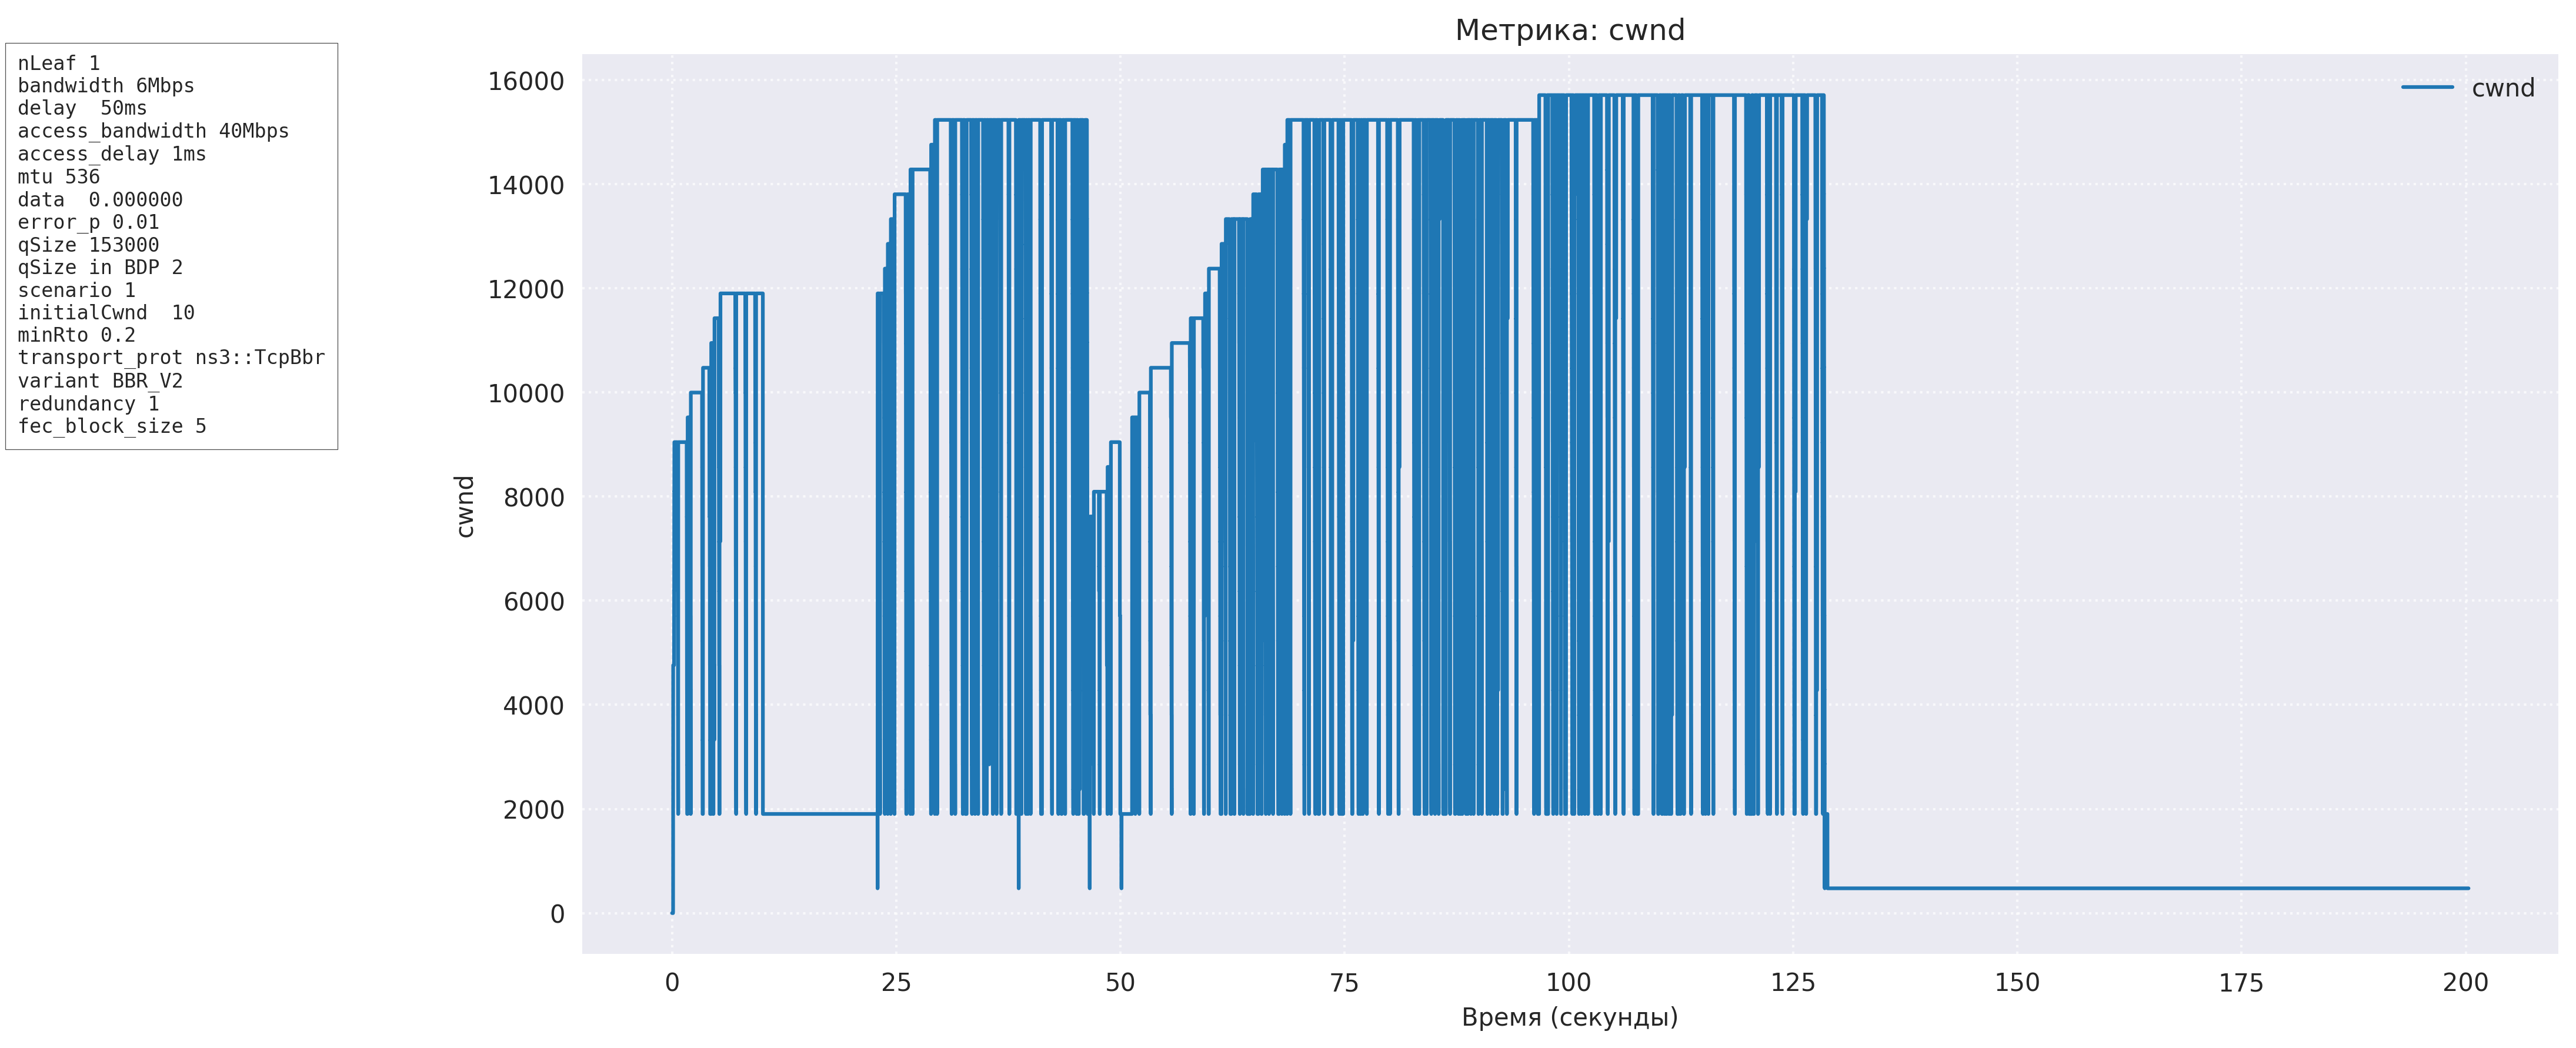 Метрика: cwnd
nLeaf 1
bandwidth 6Mbps
delay  50ms
access_bandwidth 40Mbps
access_delay 1ms
mtu 536
data  0.000000
error_p 0.01
qSize 153000
qSize in BDP 2
scenario 1
initialCwnd  10
minRto 0.2
transport_prot ns3::TcpBbr
variant BBR_V2
redundancy 1
fec_block_size 5
cwnd
16000
14000
12000
10000
8000
6000
4000
2000
0
cwnd
0 25 50 75 100 125 150 175 200
Время (секунды)